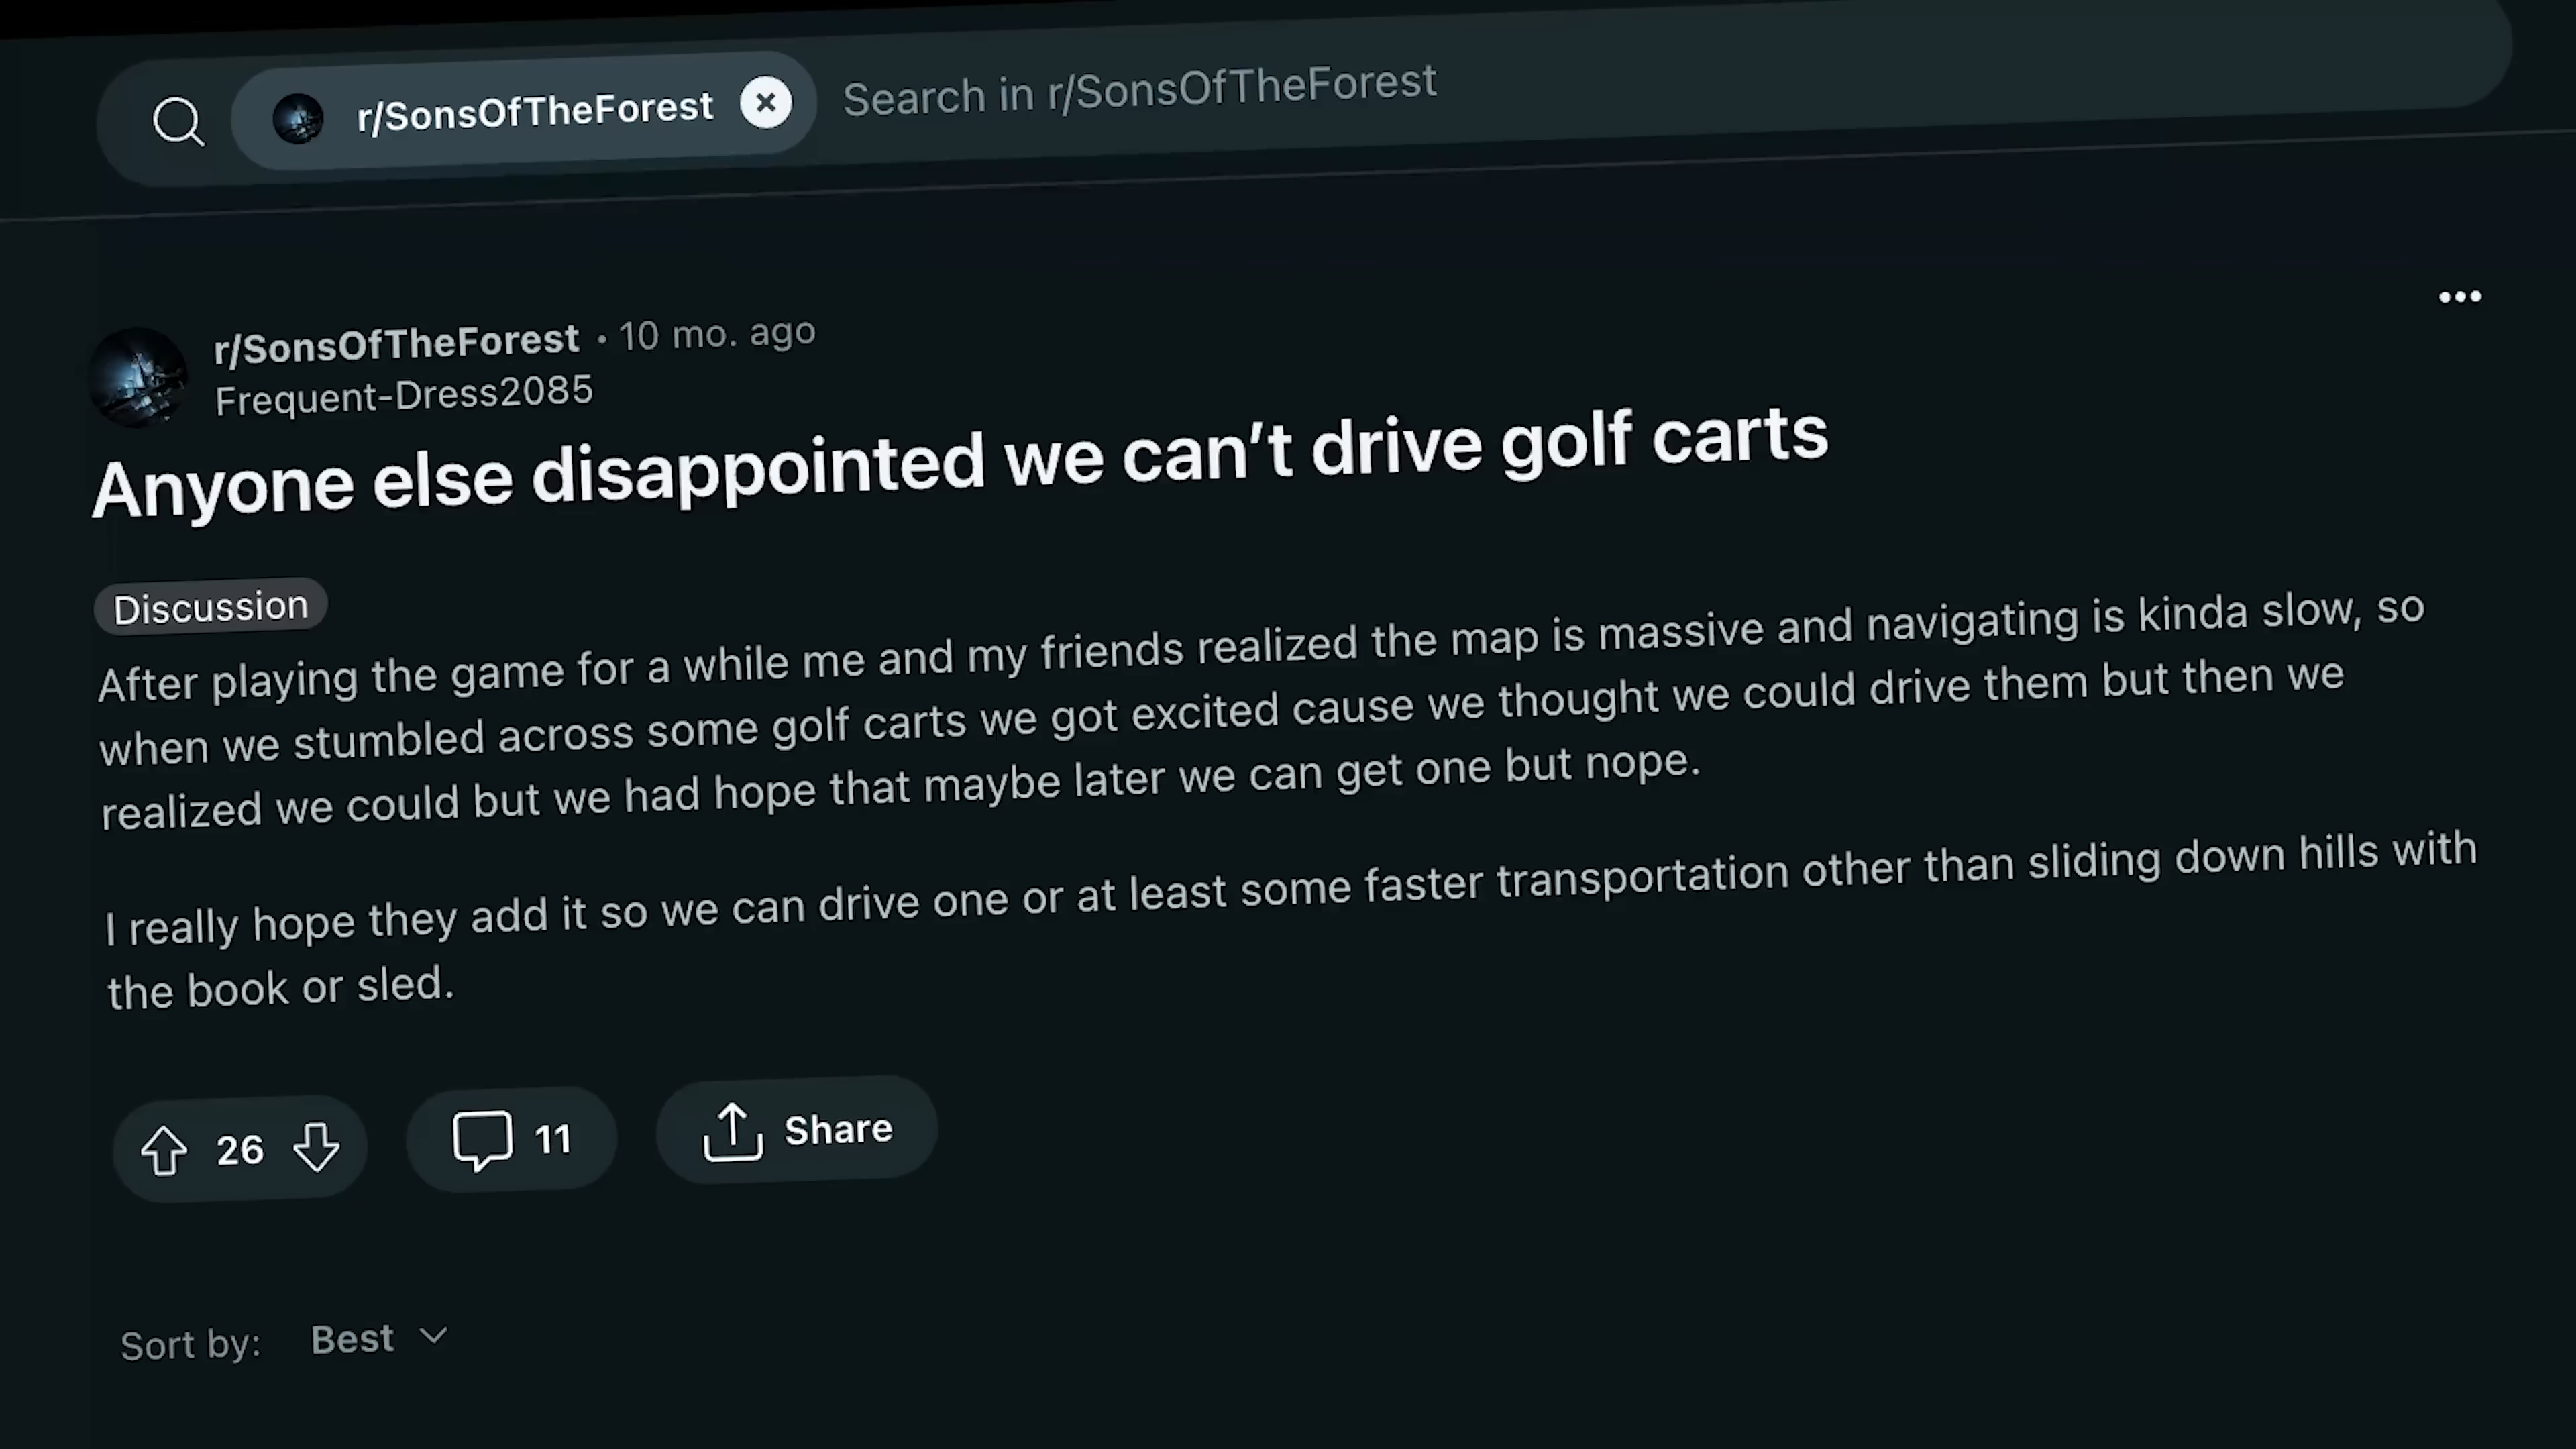 r/SonsOfTheForest Search in r/SonsOfTheForest
r/SonsOfTheForest • 10 mo. ago
Frequent-Dress2085
Anyone else disappointed we can’t drive golf carts
Discussion
After playing the game for a while me and my friends realized the map is massive and navigating is kinda slow, so
when we stumbled across some golf carts we got excited cause we thought we could drive them but then we
realized we could but we had hope that maybe later we can get one but nope.
I really hope they add it so we can drive one or at least some faster transportation other than sliding down hills with
the book or sled.
26 11 Share
Sort by: Best